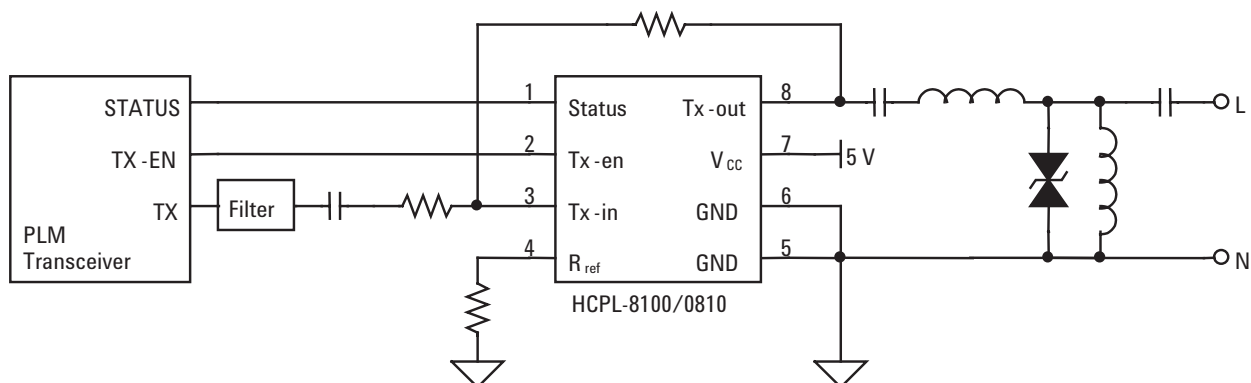 STATUS
TX-EN
TX
PLM
Transceiver
Filter
1
2
3
4
Status
Tx-en
Tx-in
R ref
Tx-out
V CC
GND
GND
8
7
6
5
5 V
HCPL-8100/0810
L
N